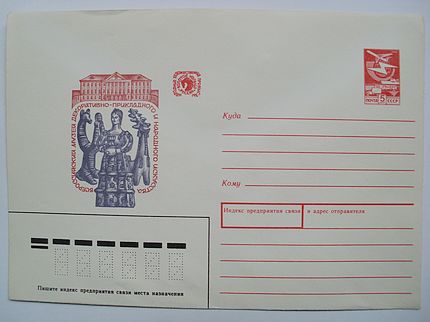 ВСЕРОССИЙСКИЙ МУЗЕЙ ДЕКОРАТИВНО-ПРИКЛАДНОГО И НАРОДНОГО ИСКУССТВА
ПОЧТА 5 СССР
Куда
Кому
Индекс предприятия связи и адрес отправителя
Пишите индекс предприятия связи места назначения